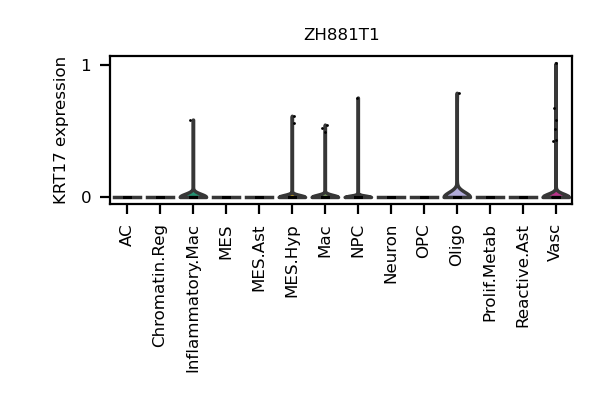 ZH881T1
KRT17 expression
1
0
AC
Chromatin.Reg
Inflammatory.Mac
MES
MES.Ast
MES.Hyp
Mac
NPC
Neuron
OPC
Oligo
Prolif.Metab
Reactive.Ast
Vasc